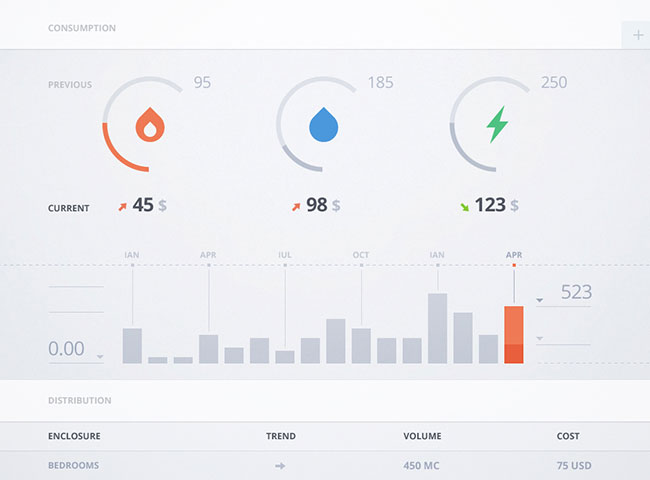 CONSUMPTION
+
PREVIOUS 95 185 250
CURRENT 45 $ 98 $ 123 $
IAN APR IUL OCT IAN APR
523
0.00
DISTRIBUTION
ENCLOSURE TREND VOLUME COST
BEDROOMS 450 MC 75 USD